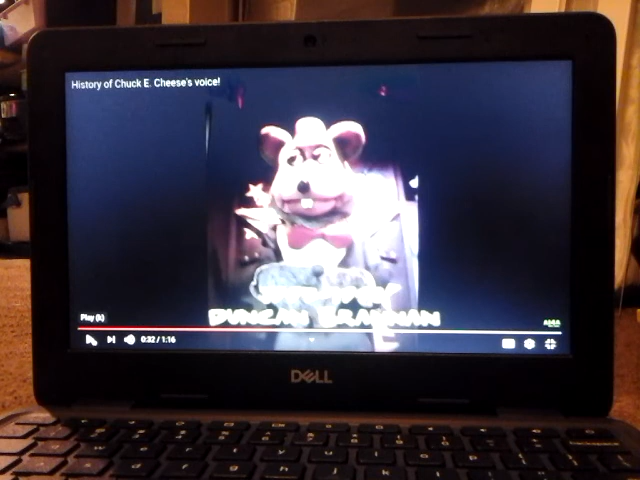 History of Chuck E. Cheese's voice!
DUNCAN BRANNAN
Play (k)
0:32 / 1:16
DELL